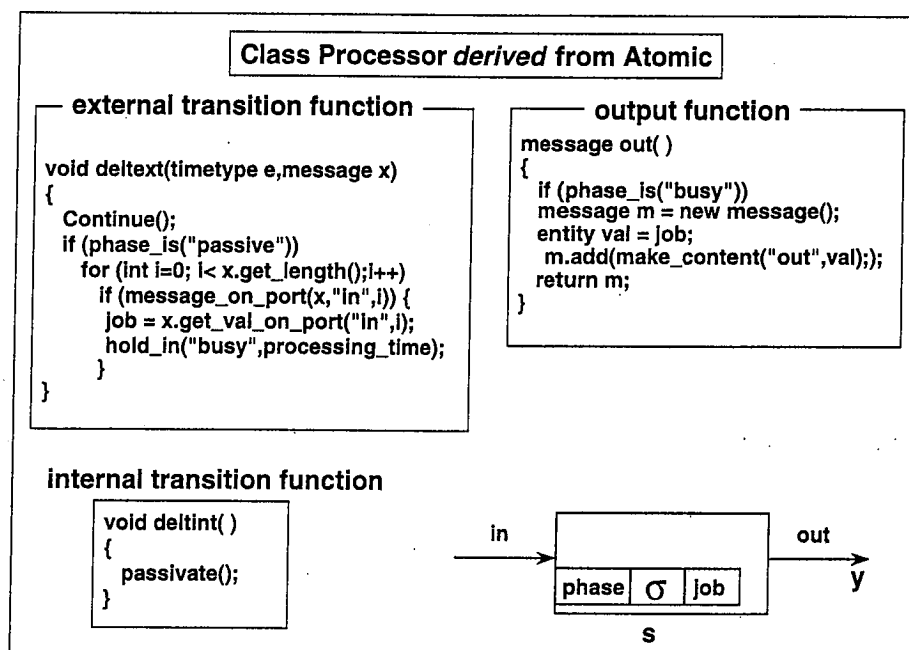 Class Processor derived from Atomic
external transition function
void deltext(timetype e,message x)
{
Continue();
if (phase_is("passive"))
for (int i=0; i< x.get_length();i++)
if (message_on_port(x,"in",i)) {
job = x.get_val_on_port("in",i);
hold_in("busy",processing_time);
}
}
output function
message out( )
{
if (phase_is("busy"))
message m = new message();
entity val = job;
m.add(make_content("out",val););
return m;
}
internal transition function
void deltint( )
{
passivate();
}
in
out
y
phase σ job
s